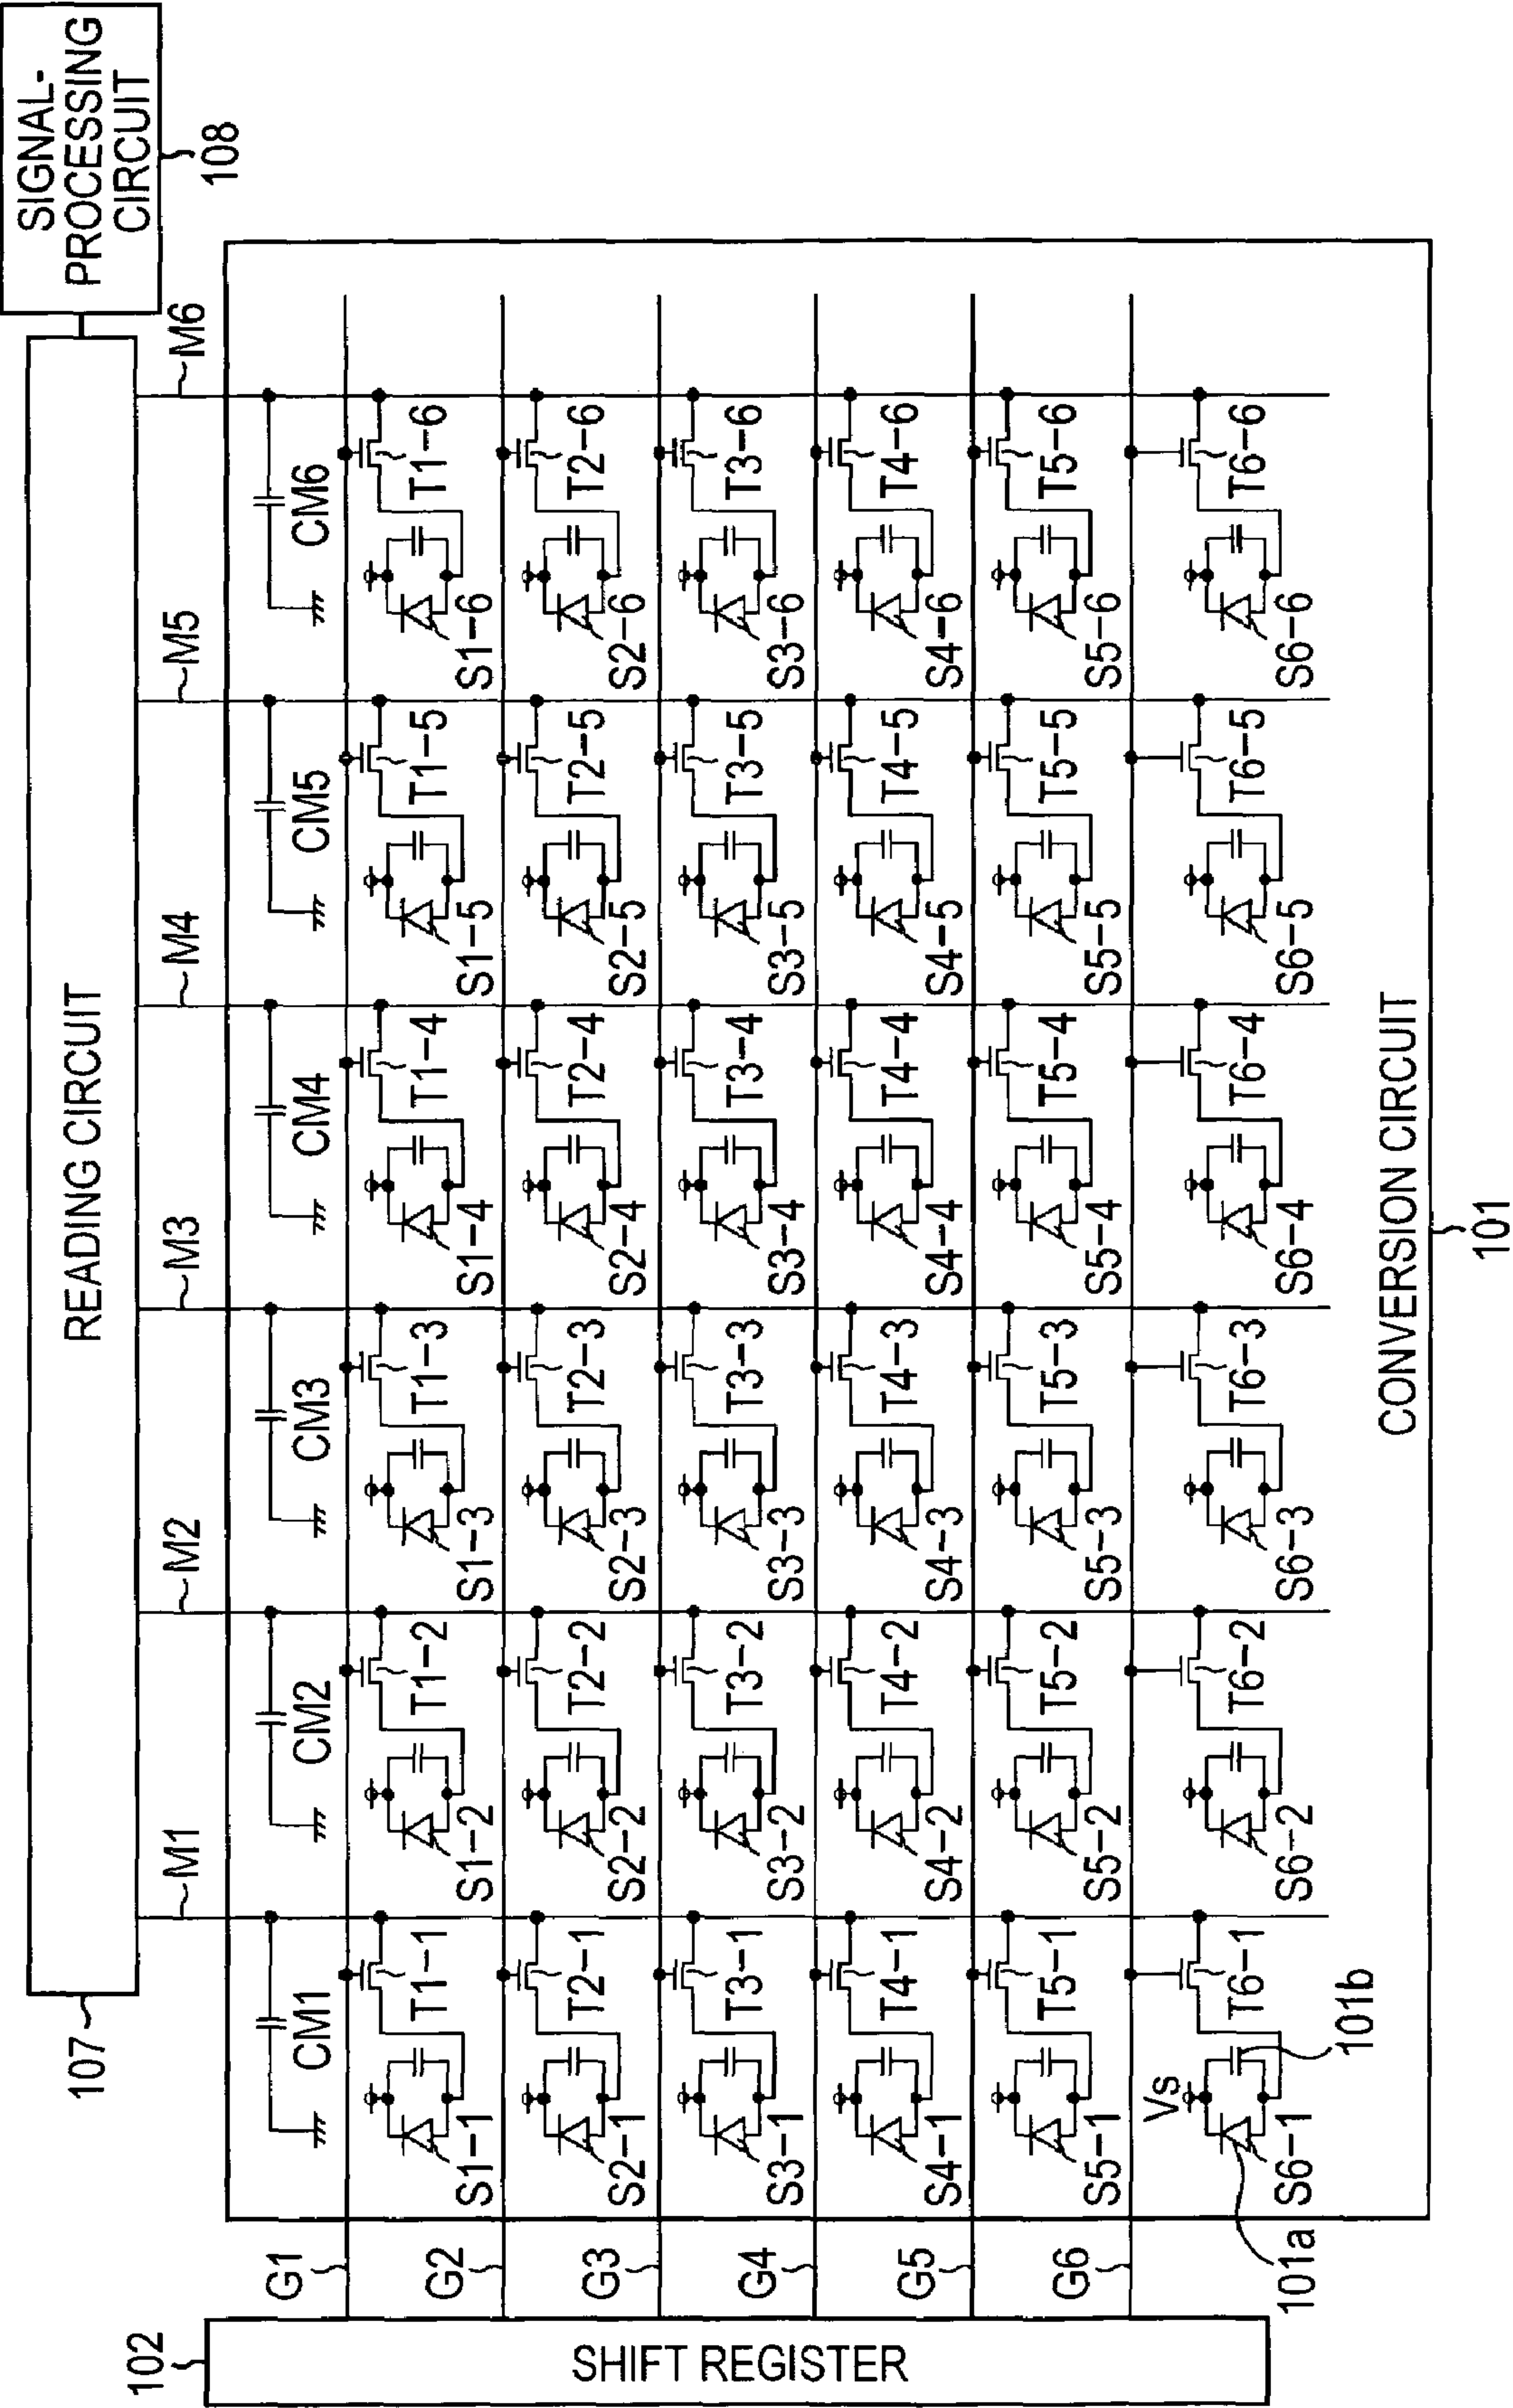 SIGNAL-
PROCESSING
CIRCUIT
108
READING CIRCUIT
107
M1
M2
M3
M4
M5
M6
CM1
CM2
CM3
CM4
CM5
CM6
G1
T1-1
T1-2
T1-3
T1-4
T1-5
T1-6
S1-1
S1-2
S1-3
S1-4
S1-5
S1-6
G2
T2-1
T2-2
T2-3
T2-4
T2-5
T2-6
S2-1
S2-2
S2-3
S2-4
S2-5
S2-6
G3
T3-1
T3-2
T3-3
T3-4
T3-5
T3-6
S3-1
S3-2
S3-3
S3-4
S3-5
S3-6
G4
T4-1
T4-2
T4-3
T4-4
T4-5
T4-6
S4-1
S4-2
S4-3
S4-4
S4-5
S4-6
G5
T5-1
T5-2
T5-3
T5-4
T5-5
T5-6
S5-1
S5-2
S5-3
S5-4
S5-5
S5-6
G6
Vs
T6-1
T6-2
T6-3
T6-4
T6-5
T6-6
S6-1
S6-2
S6-3
S6-4
S6-5
S6-6
101a
101b
102
SHIFT REGISTER
CONVERSION CIRCUIT
101